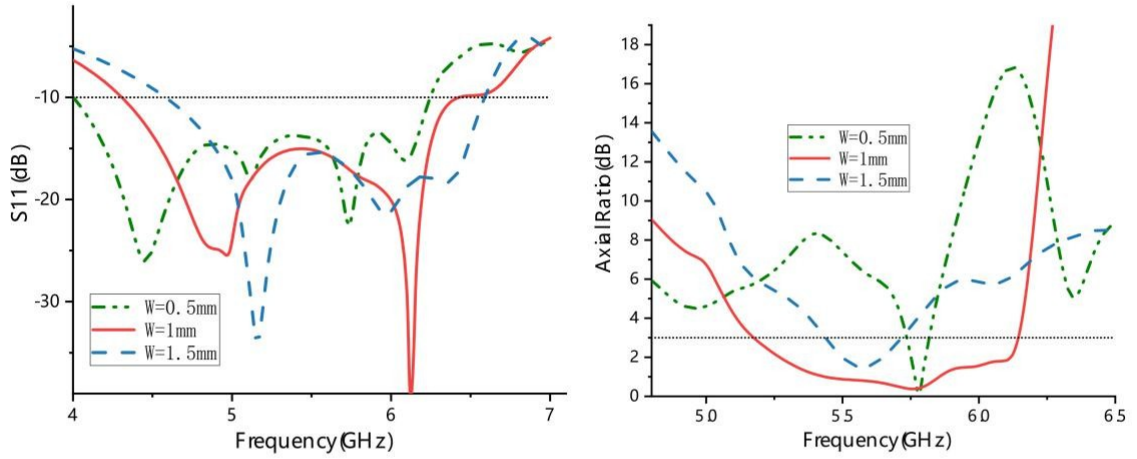 S11 (dB)
-10
-20
-30
W=0.5mm
W=1mm
W=1.5mm
4
5
6
7
Frequency(GHz)
Axial Ratio (dB)
18
16
14
12
10
8
6
4
2
0
W=0.5mm
W=1mm
W=1.5mm
5.0
5.5
6.0
6.5
Frequency(GHz)